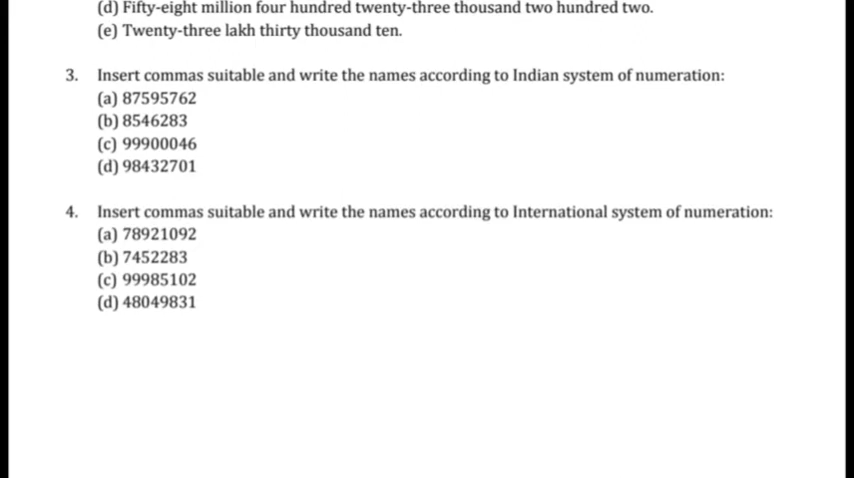 (d) Fifty-eight million four hundred twenty-three thousand two hundred two.
(e) Twenty-three lakh thirty thousand ten.
3. Insert commas suitable and write the names according to Indian system of numeration:
(a) 87595762
(b) 8546283
(c) 99900046
(d) 98432701
4. Insert commas suitable and write the names according to International system of numeration:
(a) 78921092
(b) 7452283
(c) 99985102
(d) 48049831